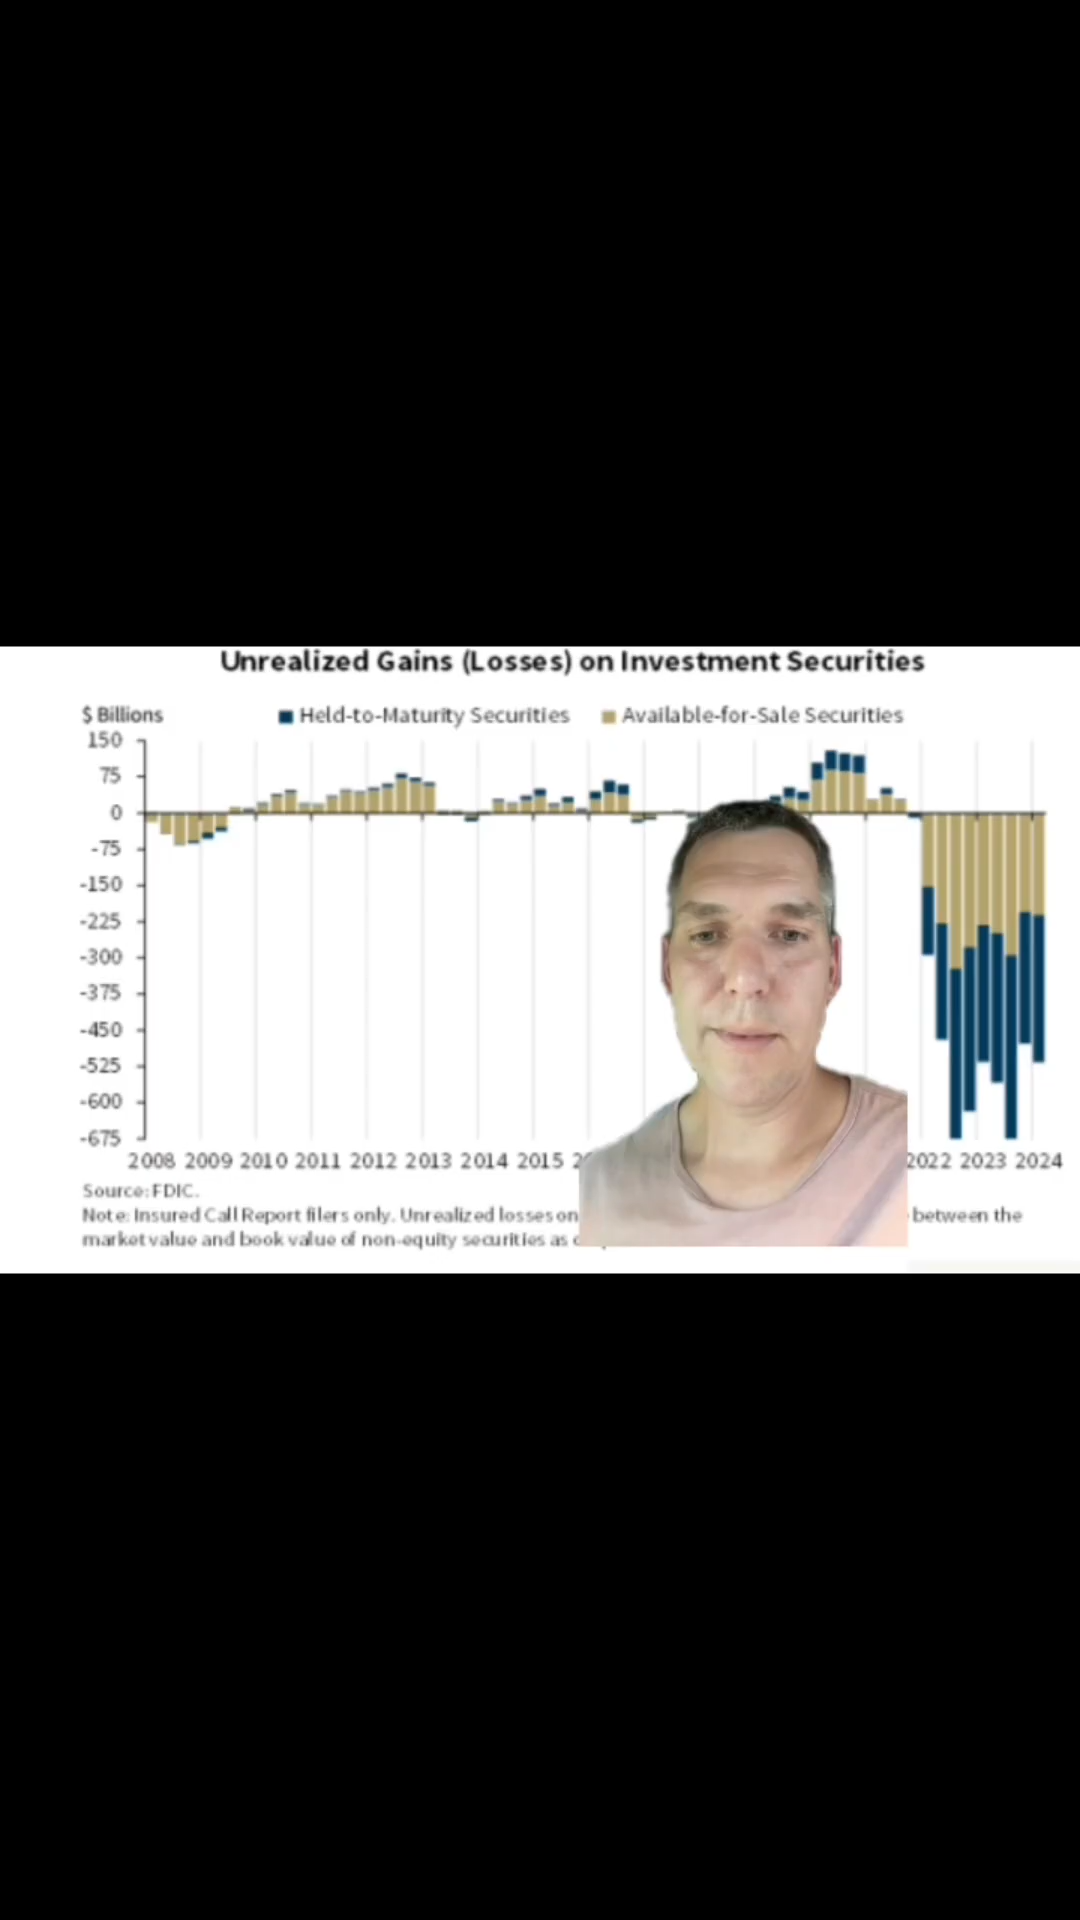 Unrealized Gains (Losses) on Investment Securities
$ Billions
Held-to-Maturity Securities
Available-for-Sale Securities
150
75
0
-75
-150
-225
-300
-375
-450
-525
-600
-675
2008 2009 2010 2011 2012 2013 2014 2015 2022 2023 2024
Source: FDIC.
Note: Insured Call Report filers only. Unrealized losses on between the
market value and book value of non-equity securities as